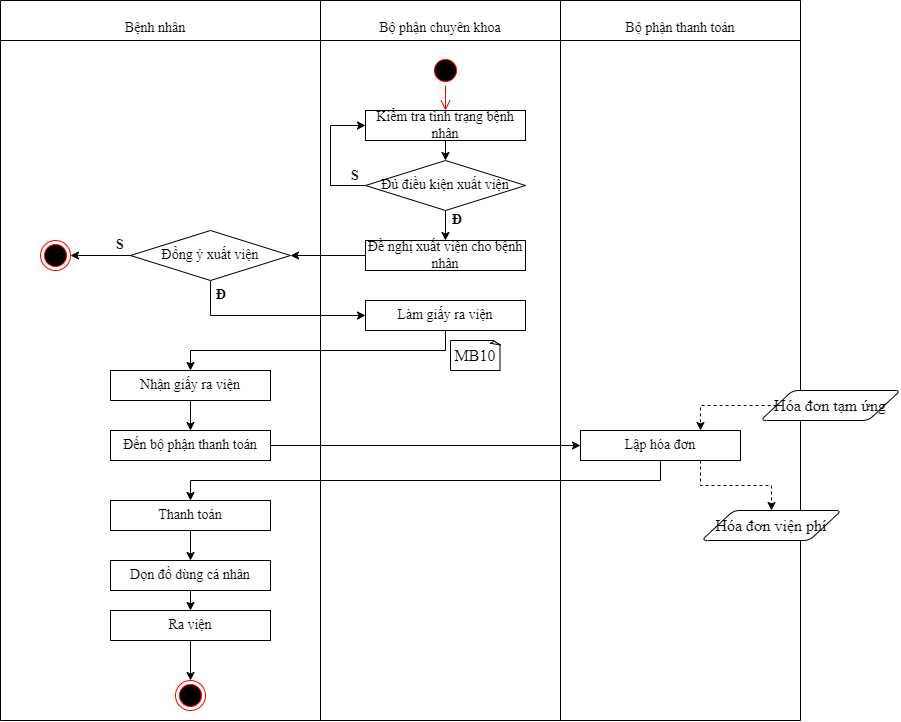 Bệnh nhân
Bộ phận chuyên khoa
Bộ phận thanh toán
Kiểm tra tình trạng bệnh
nhân
S
Đủ điều kiện xuất viện
Đ
Đề nghị xuất viện cho bệnh
nhân
S
Đồng ý xuất viện
Đ
Làm giấy ra viện
MB10
Nhận giấy ra viện
Hóa đơn tạm ứng
Đến bộ phận thanh toán
Lập hóa đơn
Thanh toán
Hóa đơn viện phí
Dọn đồ dùng cá nhân
Ra viện